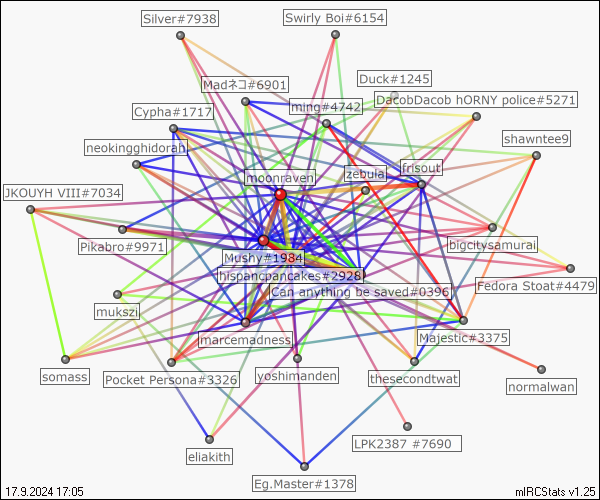 Silver#7938
Swirly Boi#6154
Duck#1245
Madネコ#6901
DacobDacob hORNY police#5271
ming#4742
Cypha#1717
shawntee9
neokingghidorah
frisout
zebula
moonraven
JKOUYH VIII#7034
Pikabro#9971
bigcitysamurai
Mushy#1984
hispancpancakes#2926
Fedora Stoat#4479
Can anything be saved#0396
mukszi
marcemadness
Majestic#3375
somass
Pocket Persona#3326
yoshimanden
thesecondtwat
normalwan
LPK2387 #7690
eliakith
Eg.Master#1378
17.9.2024 17:05
mIRCStats v1.25